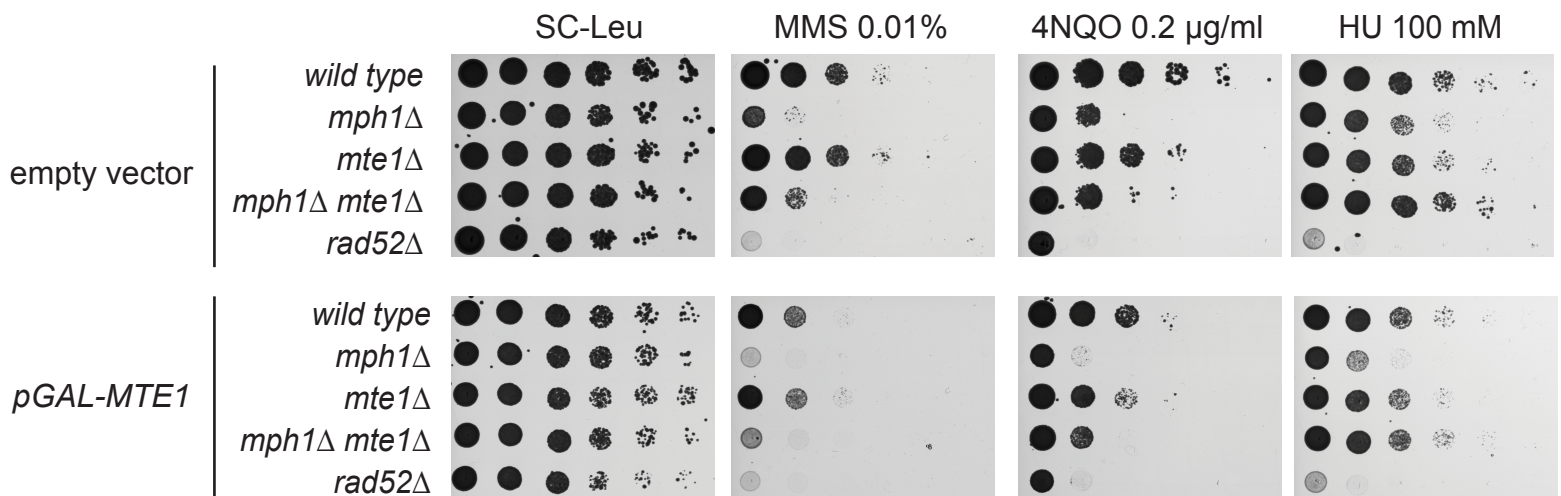 SC-Leu MMS 0.01% 4NQO 0.2 µg/ml HU 100 mM
empty vector
wild type
mph1Δ
mte1Δ
mph1Δ mte1Δ
rad52Δ
pGAL-MTE1
wild type
mph1Δ
mte1Δ
mph1Δ mte1Δ
rad52Δ